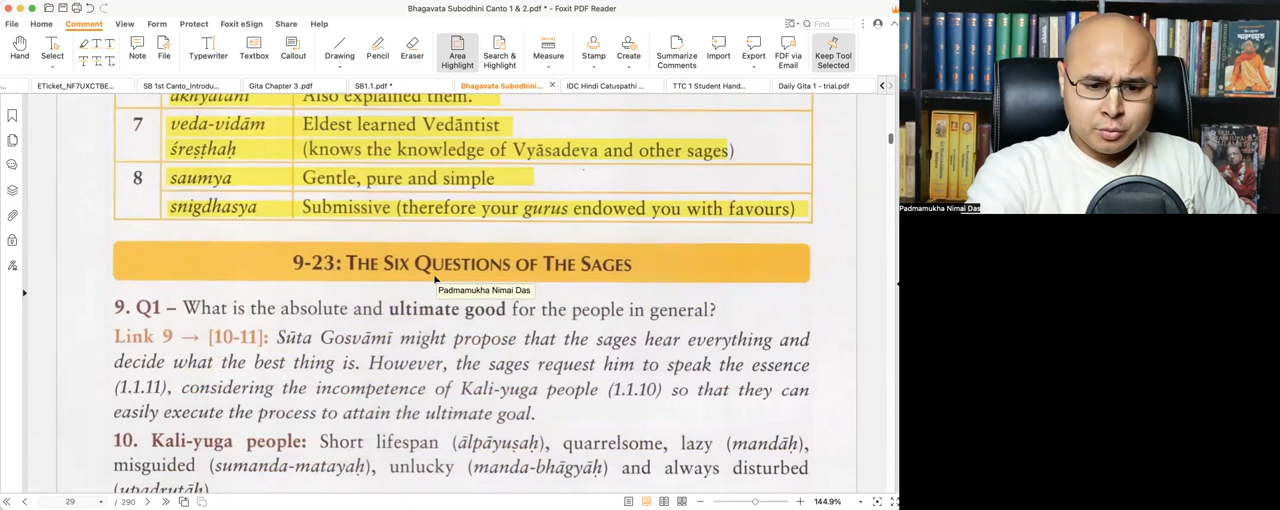 Bhagavata Subodhini Canto 1 & 2.pdf * - Foxit PDF Reader
File Home Comment View Form Protect Foxit eSign Share Help Find
Hand Select Note File Typewriter Textbox Callout Drawing Pencil Eraser Area Highlight Search & Highlight Measure Stamp Create Summarize Comments Import Export FDF via Email Keep Tool Selected
... ETicket_NF7UXCTBE... SB 1st Canto_Introdu... Gita Chapter 3.pdf SB1.1.pdf * Bhagavata Subodhini... IDC Hindi Catuspathi ... TTC 1 Student Hand... Daily Gita 1 - trial.pdf
akhyatani Also explained them.
7 veda-vidām Eldest learned Vedāntist
śreṣṭhaḥ (knows the knowledge of Vyāsadeva and other sages)
8 saumya Gentle, pure and simple
snigdhasya Submissive (therefore your gurus endowed you with favours)
9-23: THE SIX QUESTIONS OF THE SAGES
Padmamukha Nimai Das
9. Q1 – What is the absolute and ultimate good for the people in general?
Link 9 → [10-11]: Sūta Gosvāmī might propose that the sages hear everything and
decide what the best thing is. However, the sages request him to speak the essence
(1.1.11), considering the incompetence of Kali-yuga people (1.1.10) so that they can
easily execute the process to attain the ultimate goal.
10. Kali-yuga people: Short lifespan (ālpāyuṣaḥ), quarrelsome, lazy (mandāḥ),
misguided (sumanda-matayaḥ), unlucky (manda-bhāgyāḥ) and always disturbed
(upadrutāḥ)
29 / 290 144.9%
Padmamukha Nimai Das